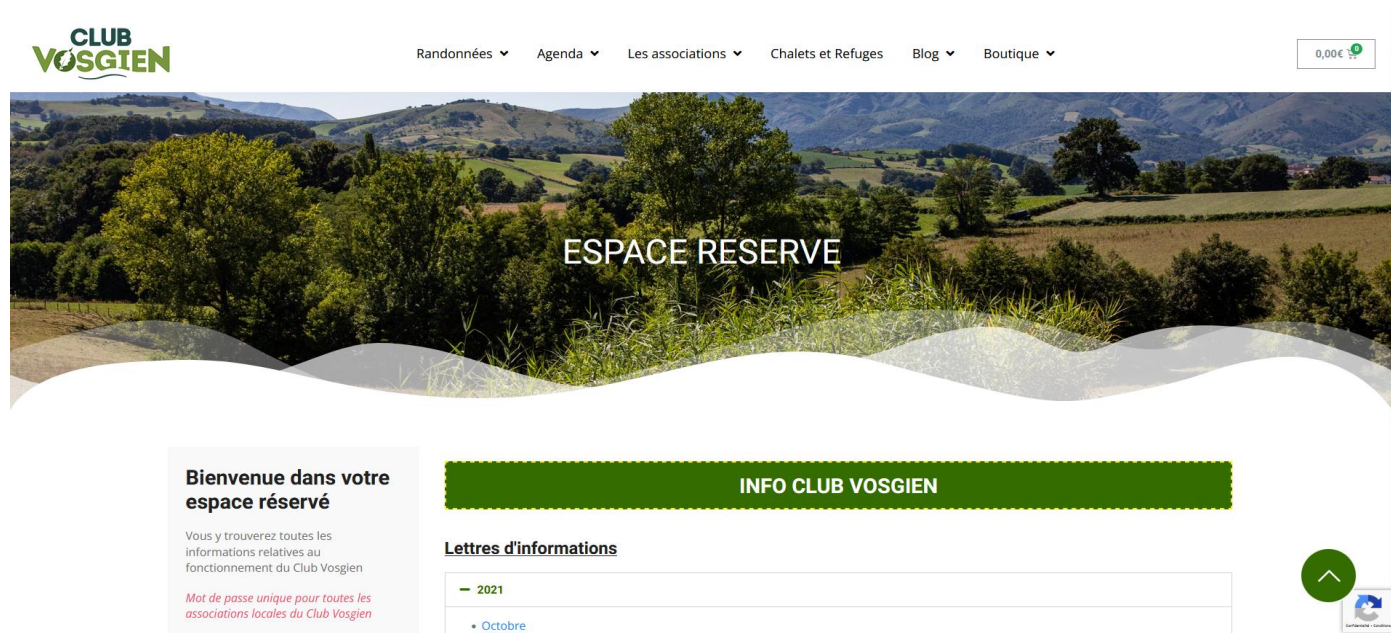 CLUB
VOSGIEN
Randonnées
Agenda
Les associations
Chalets et Refuges
Blog
Boutique
0,00€ 0
ESPACE RESERVE
Bienvenue dans votre
espace réservé
Vous y trouverez toutes les
informations relatives au
fonctionnement du Club Vosgien
Mot de passe unique pour toutes les
associations locales du Club Vosgien
INFO CLUB VOSGIEN
Lettres d'informations
2021
Octobre